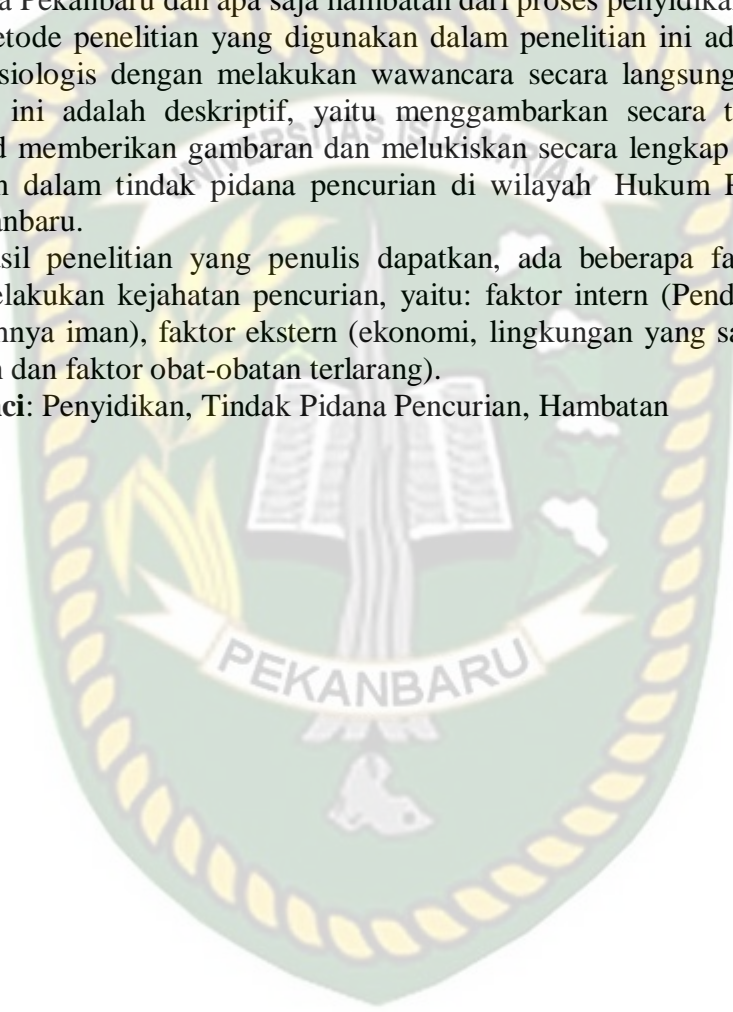 a Pekanbaru dan apa saja hambatan dari proses penyidika
etode penelitian yang digunakan dalam penelitian ini ad
siologis dengan melakukan wawancara secara langsung
ini adalah deskriptif, yaitu menggambarkan secara t
d memberikan gambaran dan melukiskan secara lengkap
n dalam tindak pidana pencurian di wilayah Hukum
anbaru.
sil penelitian yang penulis dapatkan, ada beberapa fa
elakukan kejahatan pencurian, yaitu: faktor intern (Pend
nnya iman), faktor ekstern (ekonomi, lingkungan yang sa
n dan faktor obat-obatan terlarang).
nci: Penyidikan, Tindak Pidana Pencurian, Hambatan
UNIVERSITAS ISLAM RIAU
PEKANBARU